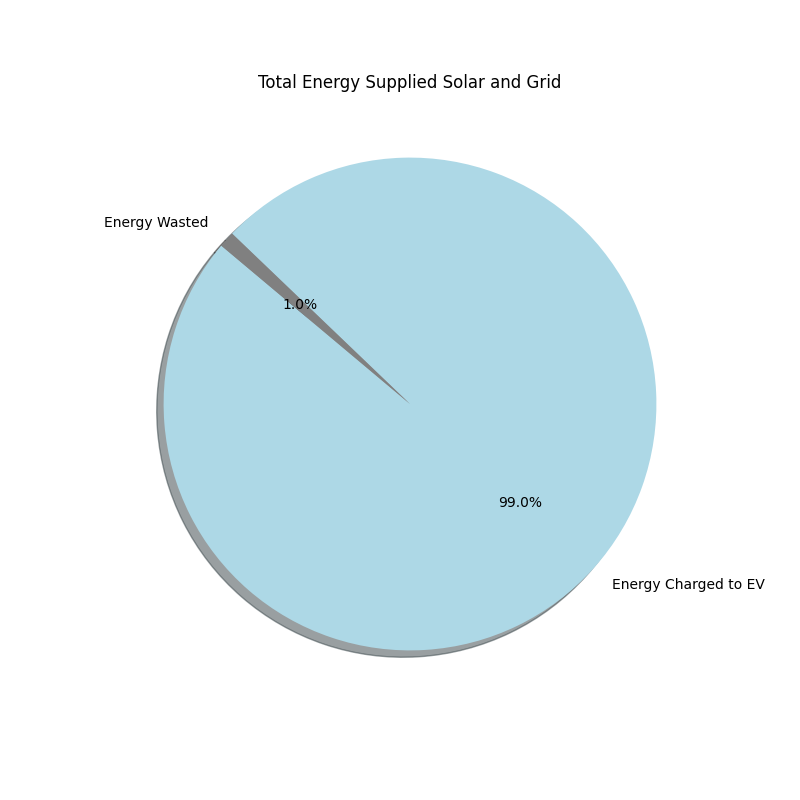 Total Energy Supplied Solar and Grid
Energy Wasted
1.0%
99.0%
Energy Charged to EV